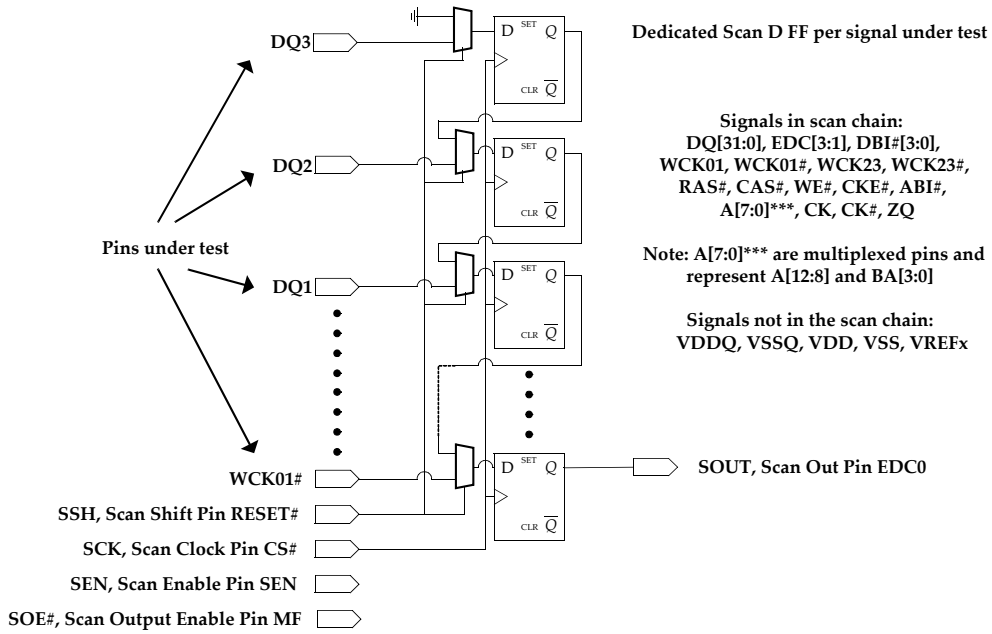 DQ3
D SET Q
CLR Q
Dedicated Scan D FF per signal under test
Signals in scan chain:
DQ[31:0], EDC[3:1], DBI#[3:0],
WCK01, WCK01#, WCK23, WCK23#,
RAS#, CAS#, WE#, CKE#, ABI#,
A[7:0]***, CK, CK#, ZQ
DQ2
D SET Q
CLR Q
Pins under test
Note: A[7:0]*** are multiplexed pins and
represent A[12:8] and BA[3:0]
DQ1
D SET Q
CLR Q
Signals not in the scan chain:
VDDQ, VSSQ, VDD, VSS, VREFx
WCK01#
D SET Q
CLR Q
SOUT, Scan Out Pin EDC0
SSH, Scan Shift Pin RESET#
SCK, Scan Clock Pin CS#
SEN, Scan Enable Pin SEN
SOE#, Scan Output Enable Pin MF